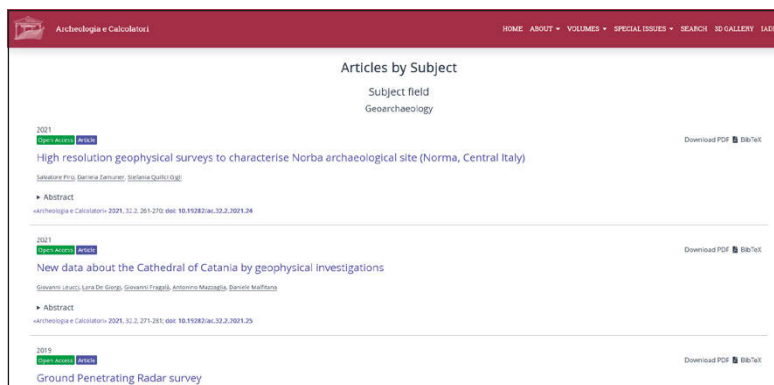 Archeologia e Calcolatori
HOME ABOUT VOLUMES SPECIAL ISSUES SEARCH 3D GALLERY IADI
Articles by Subject
Subject field
Geoarchaeology
2021
Open Access Article
Download PDF BibTeX
High resolution geophysical surveys to characterise Norba archaeological site (Norma, Central Italy)
Salvatore Piro, Daniela Zamuner, Stefania Quilici Gigli
Abstract
«Archeologia e Calcolatori» 2021, 32.2, 261-270; doi: 10.19282/ac.32.2.2021.24
2021
Open Access Article
Download PDF BibTeX
New data about the Cathedral of Catania by geophysical investigations
Giovanni Leucci, Lara De Giorgi, Giovanni Fragalà, Antonino Mazzaglia, Daniele Malfitana
Abstract
«Archeologia e Calcolatori» 2021, 32.2, 271-281; doi: 10.19282/ac.32.2.2021.25
2019
Open Access Article
Download PDF BibTeX
Ground Penetrating Radar survey